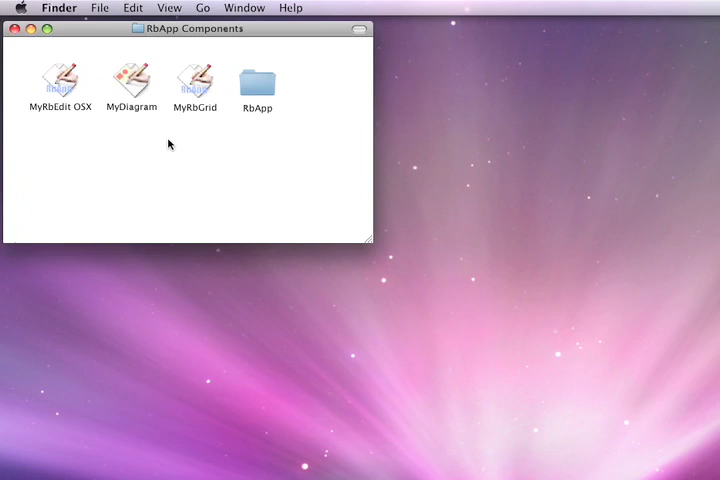 Finder File Edit View Go Window Help
RbApp Components
MyRbEdit OSX MyDiagram MyRbGrid RbApp